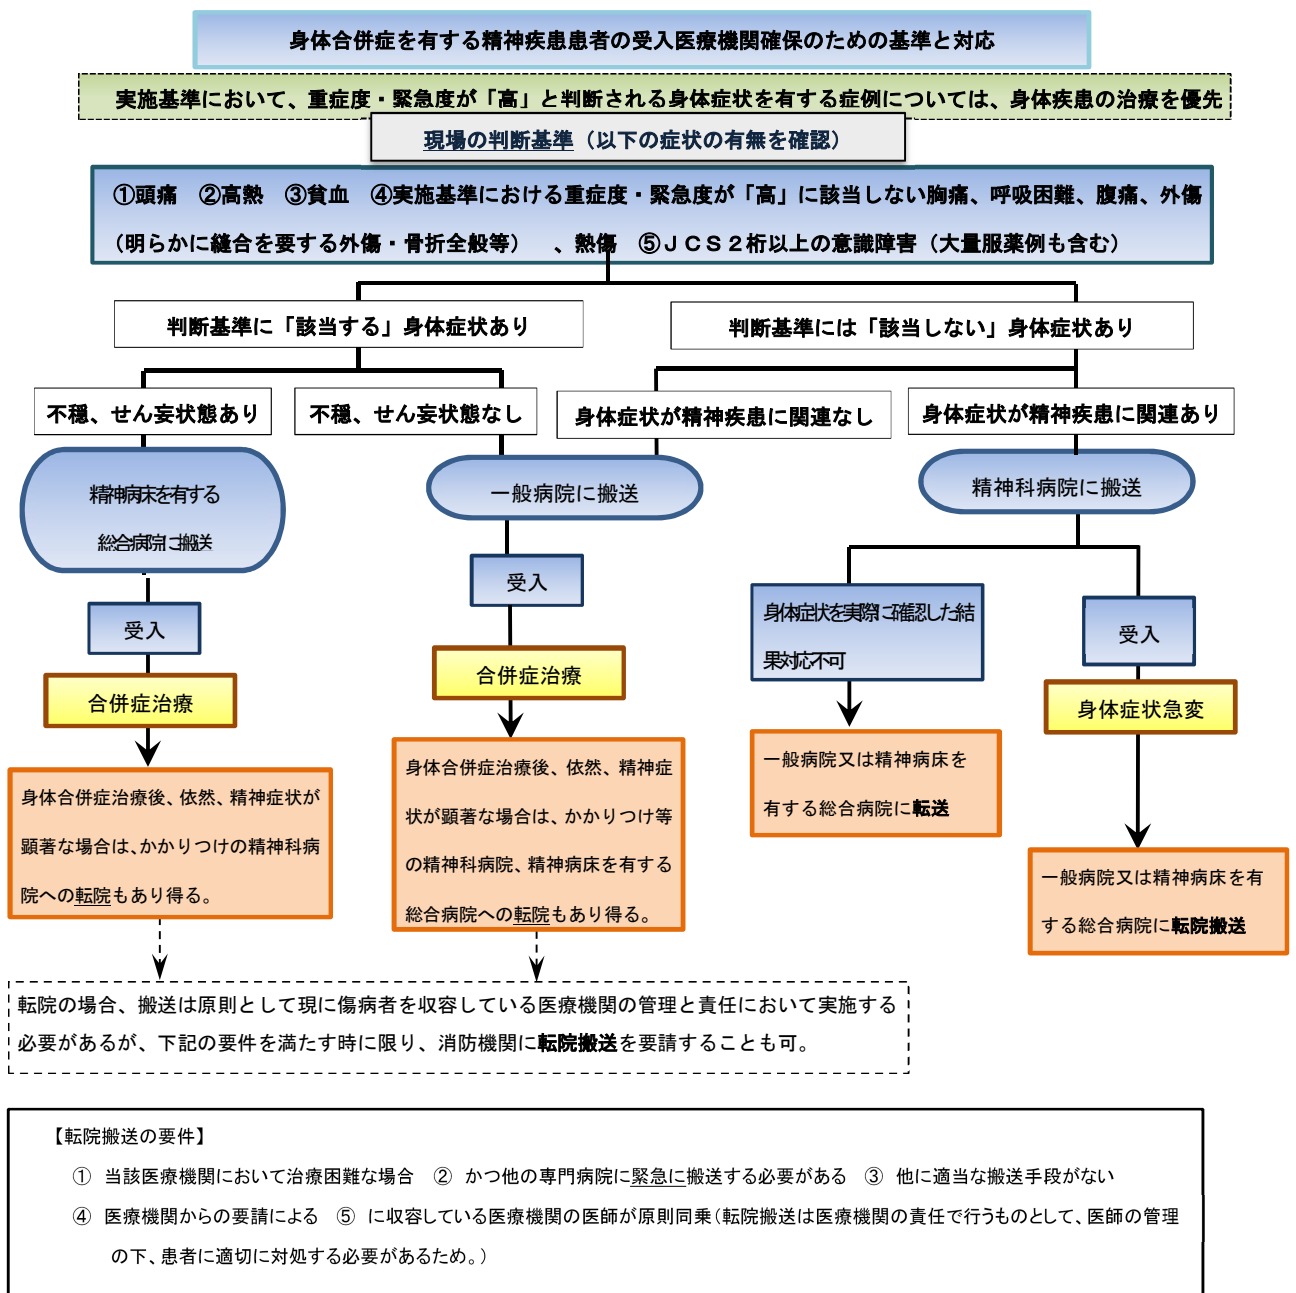 身体合併症を有する精神疾患患者の受入医療機関確保のための基準と対応
実施基準において、重症度・緊急度が「高」と判断される身体症状を有する症例については、身体疾患の治療を優先
現場の判断基準（以下の症状の有無を確認）
①頭痛　②高熱　③貧血　④実施基準における重症度・緊急度が「高」に該当しない胸痛、呼吸困難、腹痛、外傷
（明らかに縫合を要する外傷・骨折全般等）　、熱傷　⑤ＪＣＳ２桁以上の意識障害（大量服薬例も含む）
判断基準に「該当する」身体症状あり
判断基準には「該当しない」身体症状あり
不穏、せん妄状態あり
不穏、せん妄状態なし
身体症状が精神疾患に関連なし
身体症状が精神疾患に関連あり
精神病床を有する
総合病院に搬送
一般病院に搬送
精神科病院に搬送
受入
合併症治療
身体合併症治療後、依然、精神症状が
顕著な場合は、かかりつけの精神科病
院への転院もあり得る。
受入
合併症治療
身体合併症治療後、依然、精神症
状が顕著な場合は、かかりつけ等
の精神科病院、精神病床を有する
総合病院への転院もあり得る。
身体症状を実際に確認した結
果対応不可
一般病院又は精神病床を
有する総合病院に転送
受入
身体症状急変
一般病院又は精神病床を有
する総合病院に転院搬送
転院の場合、搬送は原則として現に傷病者を収容している医療機関の管理と責任において実施する
必要があるが、下記の要件を満たす時に限り、消防機関に転院搬送を要請することも可。
【転院搬送の要件】
①　当該医療機関において治療困難な場合　②　かつ他の専門病院に緊急に搬送する必要がある　③　他に適当な搬送手段がない
④　医療機関からの要請による　⑤　に収容している医療機関の医師が原則同乗（転院搬送は医療機関の責任で行うものとして、医師の管理
の下、患者に適切に対処する必要があるため。）